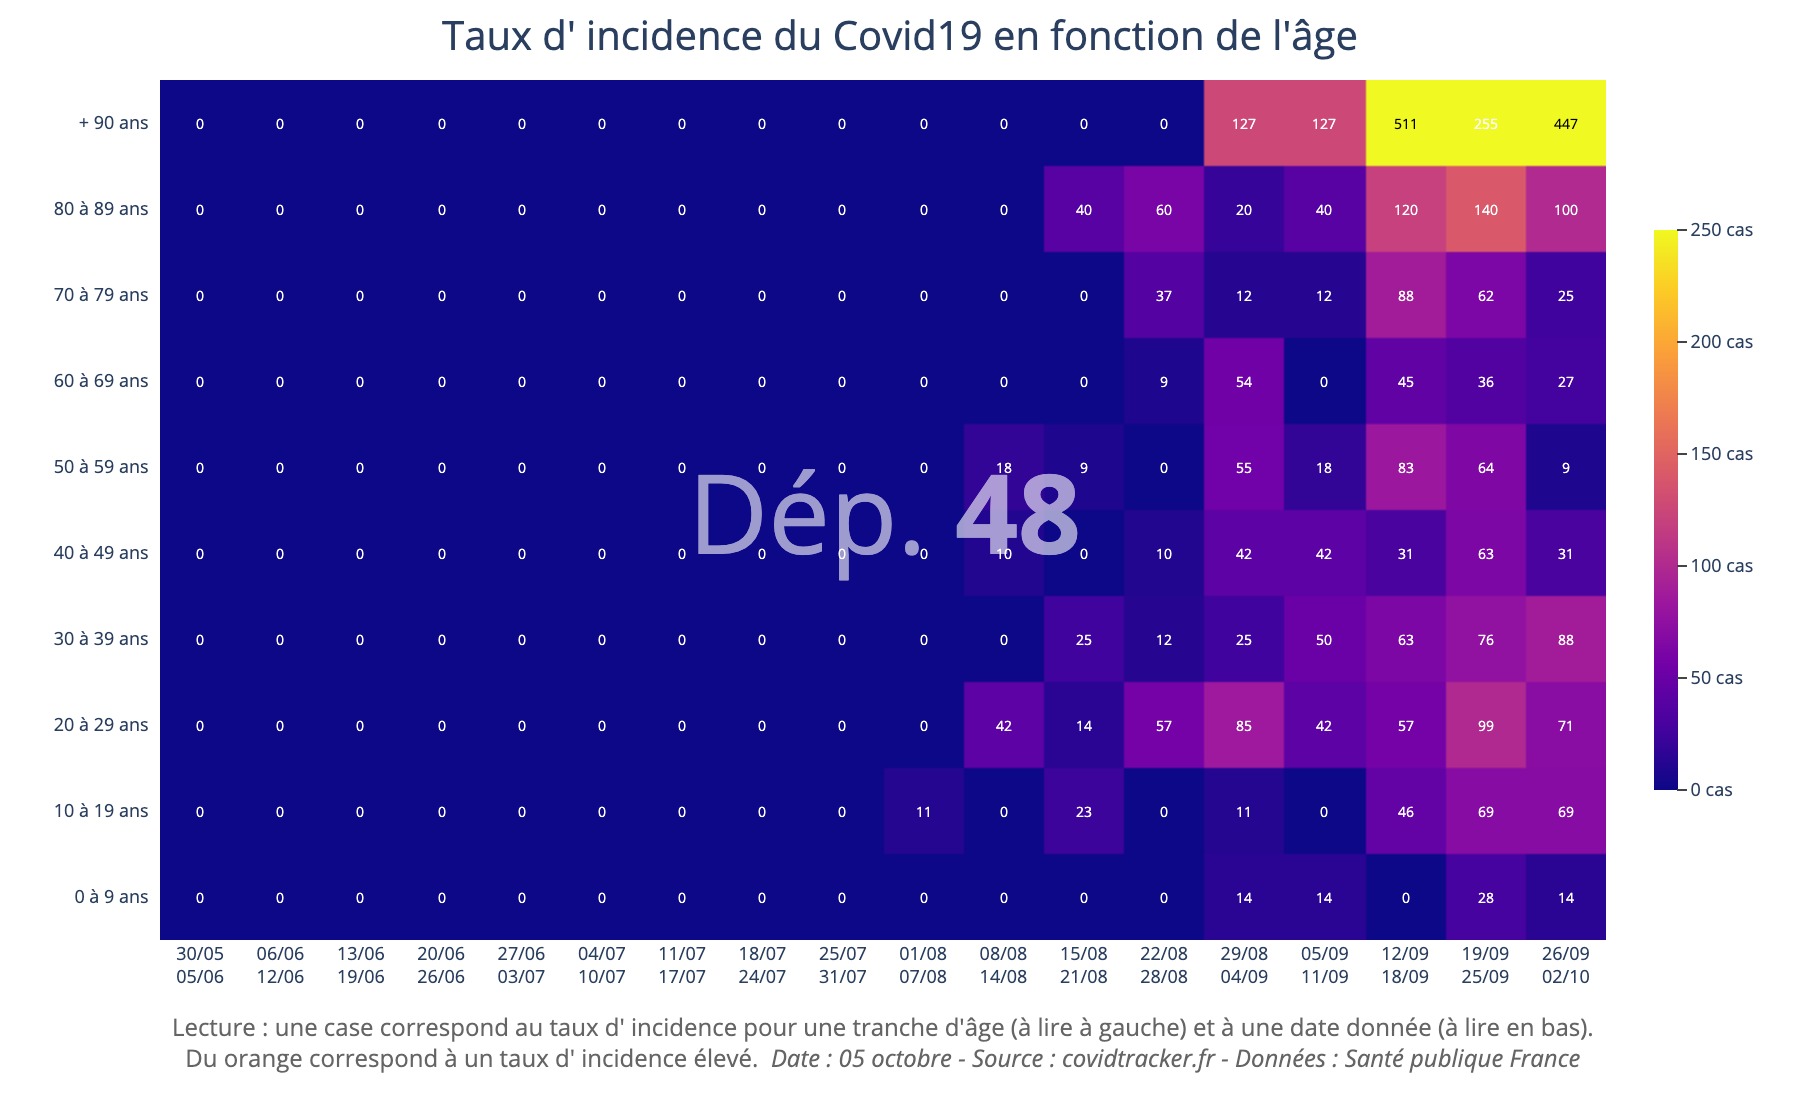 Taux d' incidence du Covid19 en fonction de l'âge
+ 90 ans 0 0 0 0 0 0 0 0 0 0 0 0 0 127 127 511 255 447
80 à 89 ans 0 0 0 0 0 0 0 0 0 0 0 40 60 20 40 120 140 100
70 à 79 ans 0 0 0 0 0 0 0 0 0 0 0 0 37 12 12 88 62 25
60 à 69 ans 0 0 0 0 0 0 0 0 0 0 0 0 9 54 0 45 36 27
50 à 59 ans 0 0 0 0 0 0 0 0 0 0 18 9 0 55 18 83 64 9
Dép. 48
40 à 49 ans 0 0 0 0 0 0 0 0 0 0 10 0 10 42 42 31 63 31
30 à 39 ans 0 0 0 0 0 0 0 0 0 0 0 25 12 25 50 63 76 88
20 à 29 ans 0 0 0 0 0 0 0 0 0 0 42 14 57 85 42 57 99 71
10 à 19 ans 0 0 0 0 0 0 0 0 0 11 0 23 0 11 0 46 69 69
0 à 9 ans 0 0 0 0 0 0 0 0 0 0 0 0 0 14 14 0 28 14
30/05 06/06 13/06 20/06 27/06 04/07 11/07 18/07 25/07 01/08 08/08 15/08 22/08 29/08 05/09 12/09 19/09 26/09
05/06 12/06 19/06 26/06 03/07 10/07 17/07 24/07 31/07 07/08 14/08 21/08 28/08 04/09 11/09 18/09 25/09 02/10
250 cas
200 cas
150 cas
100 cas
50 cas
0 cas
Lecture : une case correspond au taux d' incidence pour une tranche d'âge (à lire à gauche) et à une date donnée (à lire en bas).
Du orange correspond à un taux d' incidence élevé. Date : 05 octobre - Source : covidtracker.fr - Données : Santé publique France